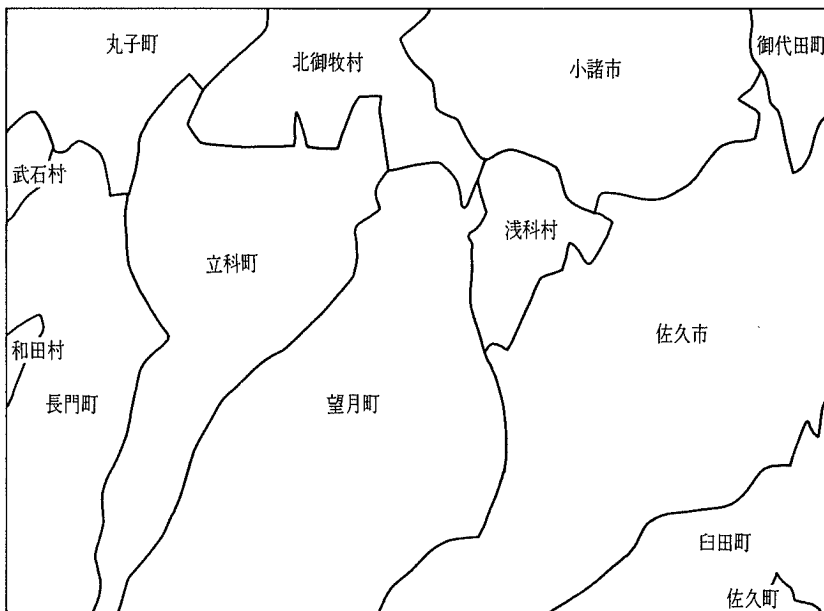 丸子町
北御牧村
小諸市
御代田町
武石村
浅科村
立科町
佐久市
和田村
長門町
望月町
臼田町
佐久町